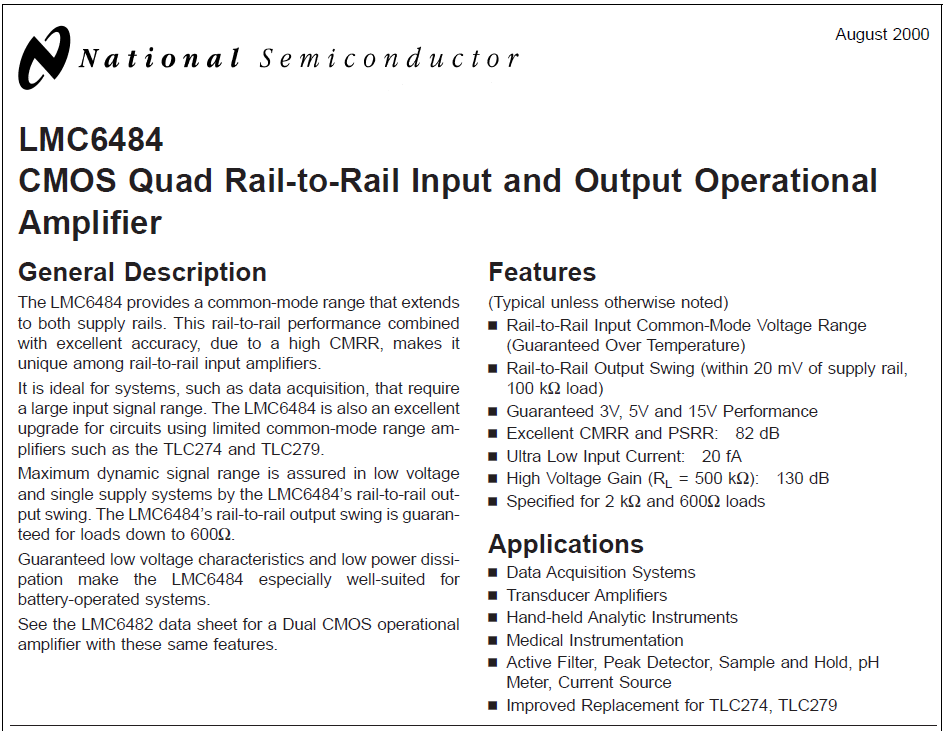 August 2000
National Semiconductor
LMC6484
CMOS Quad Rail-to-Rail Input and Output Operational
Amplifier
General Description
The LMC6484 provides a common-mode range that extends
to both supply rails. This rail-to-rail performance combined
with excellent accuracy, due to a high CMRR, makes it
unique among rail-to-rail input amplifiers.
It is ideal for systems, such as data acquisition, that require
a large input signal range. The LMC6484 is also an excellent
upgrade for circuits using limited common-mode range am-
plifiers such as the TLC274 and TLC279.
Maximum dynamic signal range is assured in low voltage
and single supply systems by the LMC6484's rail-to-rail out-
put swing. The LMC6484's rail-to-rail output swing is guaran-
teed for loads down to 600Ω.
Guaranteed low voltage characteristics and low power dissi-
pation make the LMC6484 especially well-suited for
battery-operated systems.
See the LMC6482 data sheet for a Dual CMOS operational
amplifier with these same features.
Features
(Typical unless otherwise noted)
■ Rail-to-Rail Input Common-Mode Voltage Range
(Guaranteed Over Temperature)
■ Rail-to-Rail Output Swing (within 20 mV of supply rail,
100 kΩ load)
■ Guaranteed 3V, 5V and 15V Performance
■ Excellent CMRR and PSRR: 82 dB
■ Ultra Low Input Current: 20 fA
■ High Voltage Gain (RL = 500 kΩ): 130 dB
■ Specified for 2 kΩ and 600Ω loads
Applications
■ Data Acquisition Systems
■ Transducer Amplifiers
■ Hand-held Analytic Instruments
■ Medical Instrumentation
■ Active Filter, Peak Detector, Sample and Hold, pH
Meter, Current Source
■ Improved Replacement for TLC274, TLC279